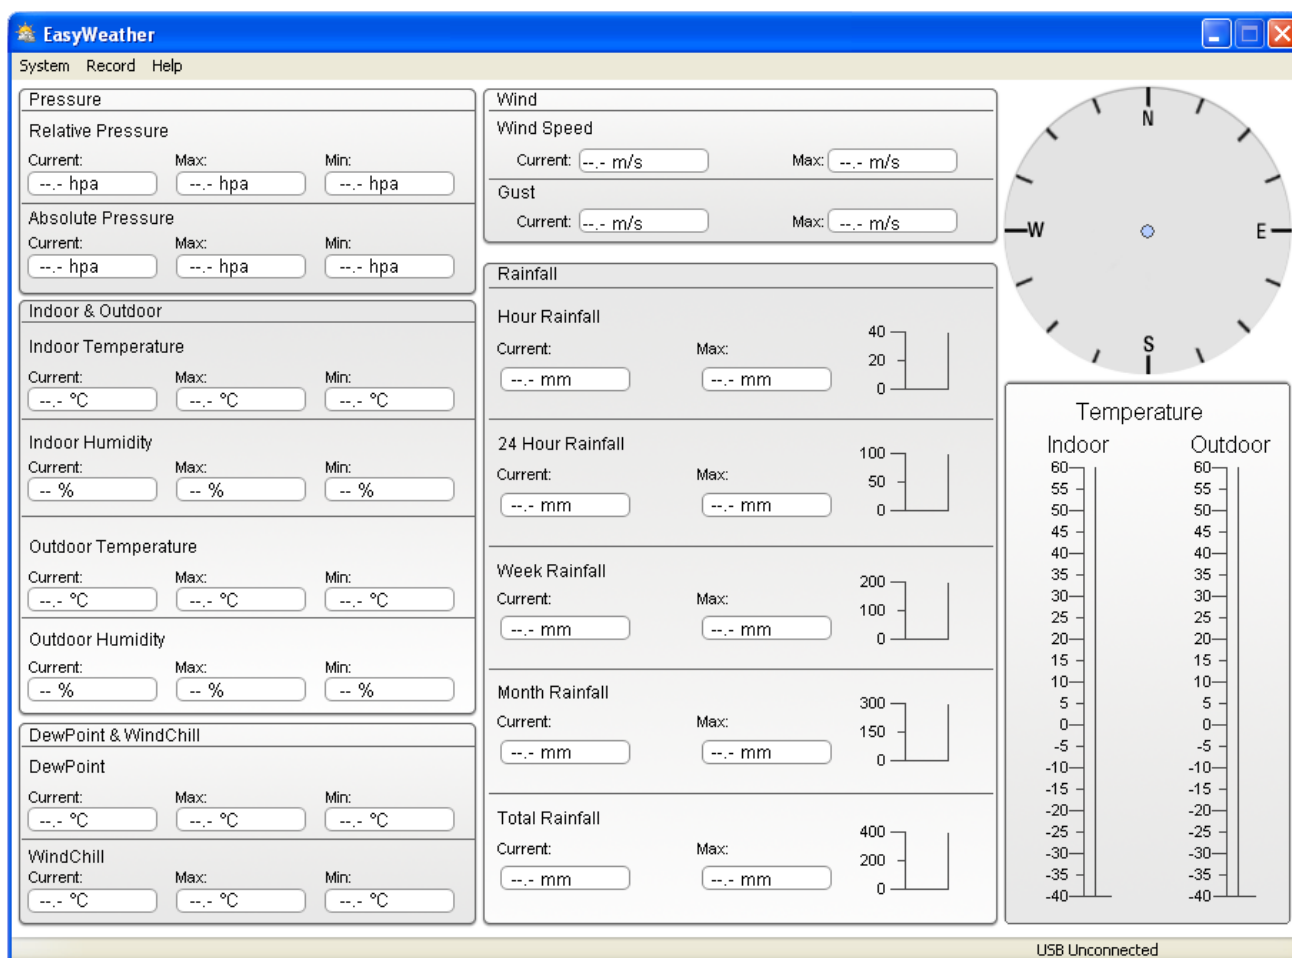 EasyWeather
System Record Help
Pressure
Relative Pressure
Current: Max: Min:
--.- hpa --.- hpa --.- hpa
Absolute Pressure
Current: Max: Min:
--.- hpa --.- hpa --.- hpa
Indoor & Outdoor
Indoor Temperature
Current: Max: Min:
--.- °C --.- °C --.- °C
Indoor Humidity
Current: Max: Min:
-- % -- % -- %
Outdoor Temperature
Current: Max: Min:
--.- °C --.- °C --.- °C
Outdoor Humidity
Current: Max: Min:
-- % -- % -- %
DewPoint & WindChill
DewPoint
Current: Max: Min:
--.- °C --.- °C --.- °C
WindChill
Current: Max: Min:
--.- °C --.- °C --.- °C
Wind
Wind Speed
Current: --.- m/s Max: --.- m/s
Gust
Current: --.- m/s Max: --.- m/s
Rainfall
Hour Rainfall
Current: Max:
--.- mm --.- mm
40
20
0
24 Hour Rainfall
Current: Max:
--.- mm --.- mm
100
50
0
Week Rainfall
Current: Max:
--.- mm --.- mm
200
100
0
Month Rainfall
Current: Max:
--.- mm --.- mm
300
150
0
Total Rainfall
Current: Max:
--.- mm --.- mm
400
200
0
N
W E
S
Temperature
Indoor Outdoor
60 60
55 55
50 50
45 45
40 40
35 35
30 30
25 25
20 20
15 15
10 10
5 5
0 0
-5 -5
-10 -10
-15 -15
-20 -20
-25 -25
-30 -30
-35 -35
-40 -40
USB Unconnected